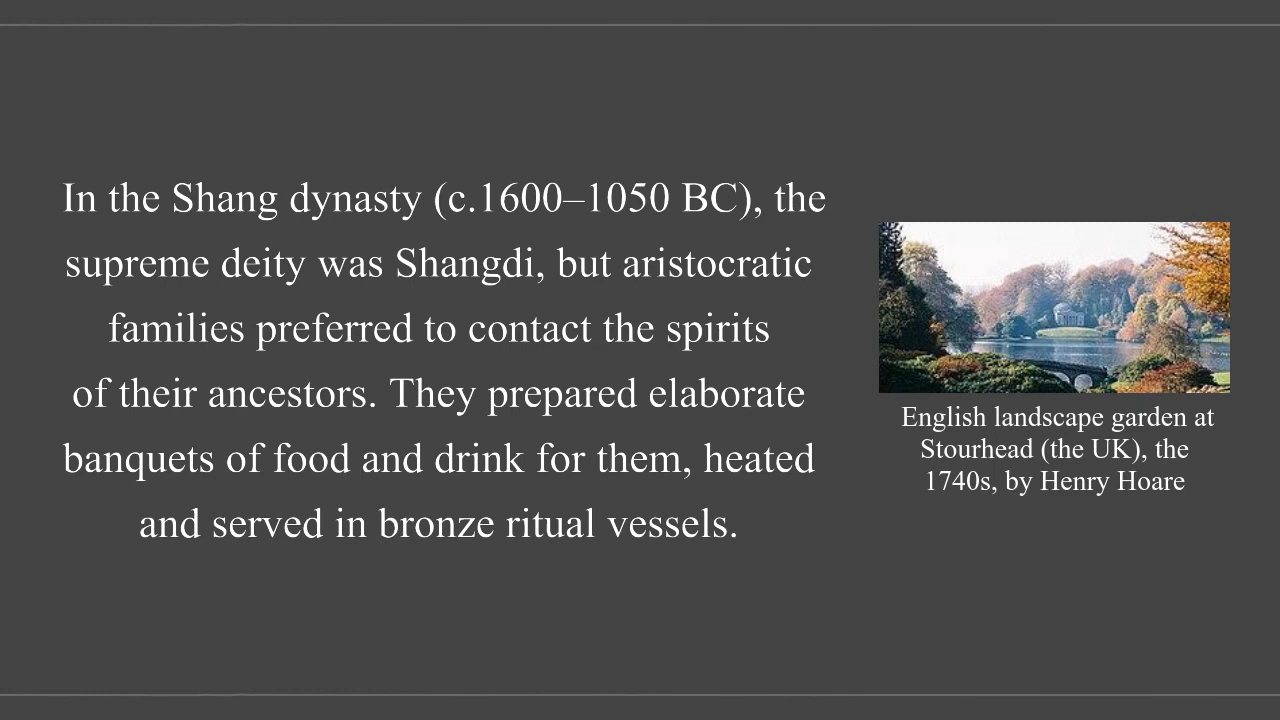 In the Shang dynasty (c.1600–1050 BC), the
supreme deity was Shangdi, but aristocratic
families preferred to contact the spirits
of their ancestors. They prepared elaborate
banquets of food and drink for them, heated
and served in bronze ritual vessels.
English landscape garden at
Stourhead (the UK), the
1740s, by Henry Hoare